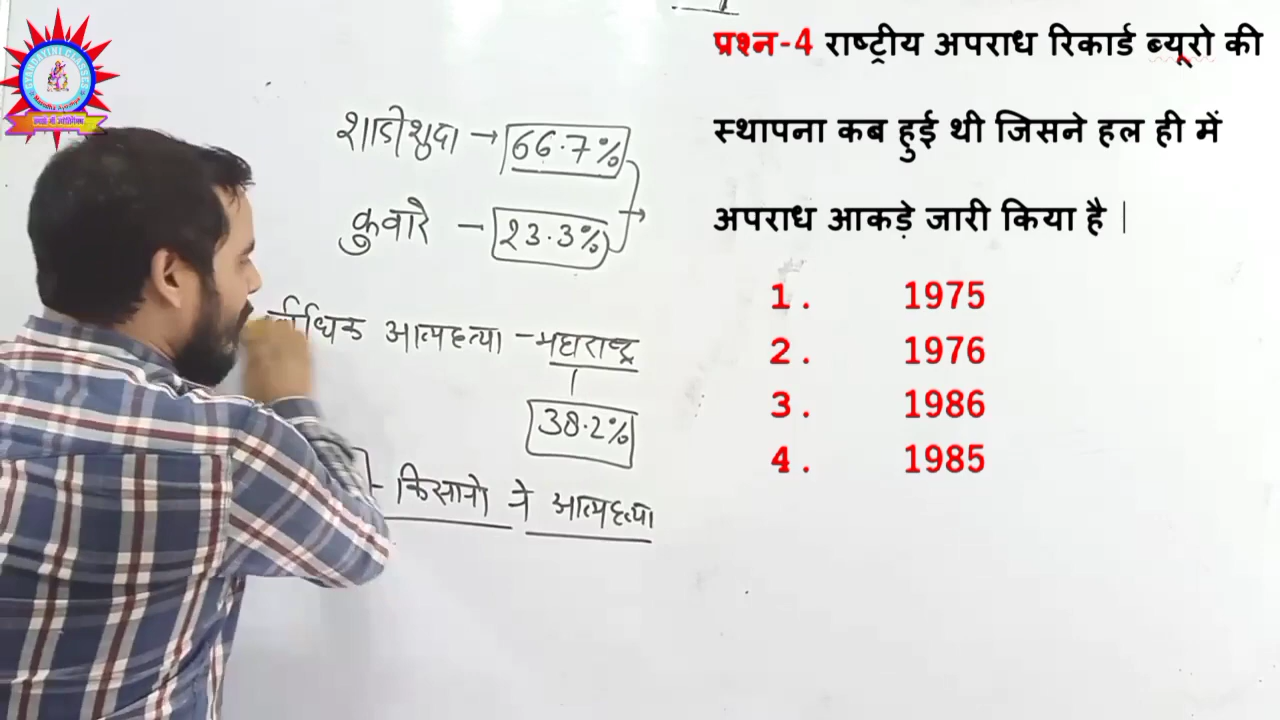 शादीशुदा → 66.7%
कुवारे – 23.3%
आत्महत्या – महाराष्ट्र
38.2%
– किसानो ने आत्महत्या
प्रश्न-4 राष्ट्रीय अपराध रिकार्ड ब्यूरो की
स्थापना कब हुई थी जिसने हल ही में
अपराध आकड़े जारी किया है |
1. 1975
2. 1976
3. 1986
4. 1985